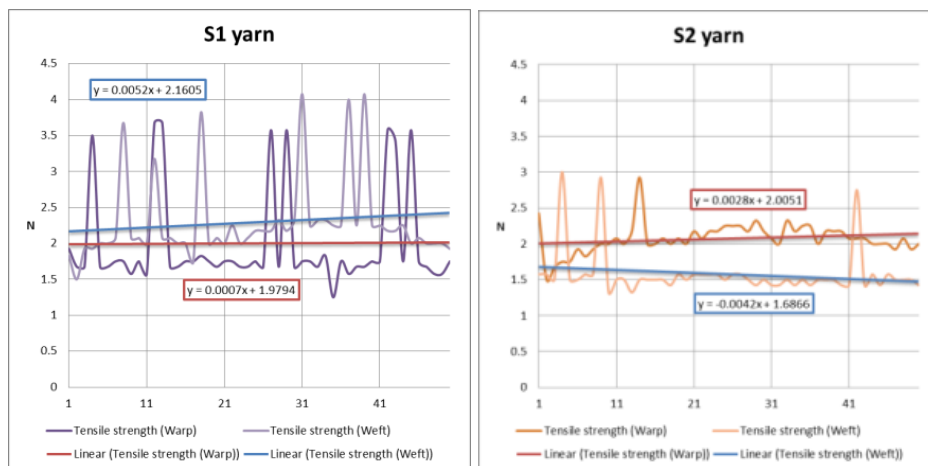 S1 yarn
4.5
4
3.5
3
2.5
2
1.5
1
0.5
0
N
y = 0.0052x + 2.1605
y = 0.0007x + 1.9794
1 11 21 31 41
Tensile strength (Warp) Tensile strength (Weft)
Linear (Tensile strength (Warp)) Linear (Tensile strength (Weft))
S2 yarn
4.5
4
3.5
3
2.5
2
1.5
1
0.5
0
N
y = 0.0028x + 2.0051
y = -0.0042x + 1.6866
1 11 21 31 41
Tensile strength (Warp) Tensile strength (Weft)
Linear (Tensile strength (Warp)) Linear (Tensile strength (Weft))